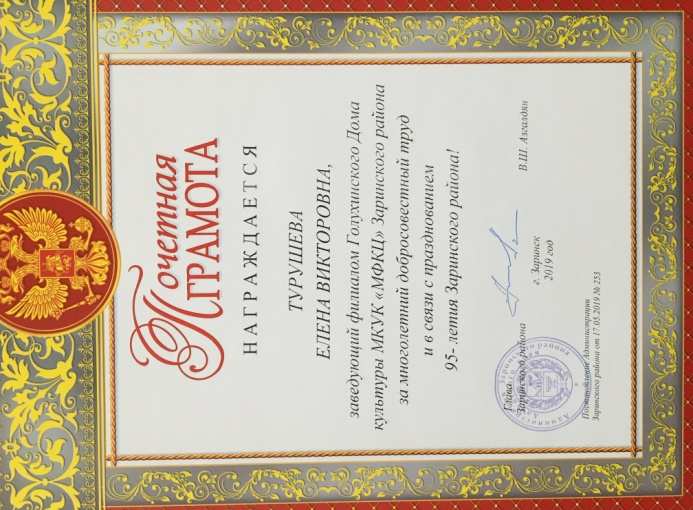 Почетная
ГРАМОТА
НАГРАЖДАЕТСЯ
ТУРУШЕВА
ЕЛЕНА ВИКТОРОВНА,
заведующий филиалом Голухинского Дома
культуры МКУК «МФКЦ» Заринского района
за многолетний добросовестный труд
и в связи с празднованием
95- летия Заринского района!
Глава
Заринского района
В.Ш. Азгалдян
г. Заринск
2019 год
Постановление Администрации
Заринского района от 17.05.2019 № 253